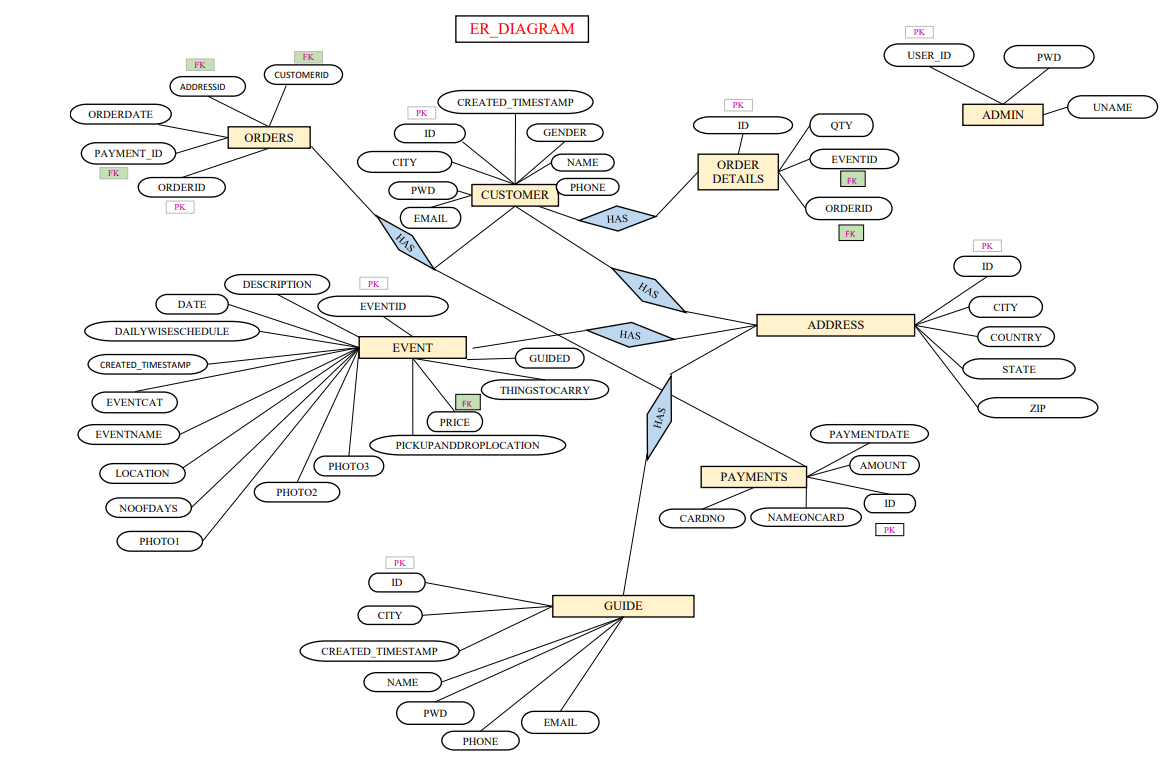 ER_DIAGRAM
PK
USER_ID
PWD
UNAME
ADMIN
FK
ADDRESSID
FK
CUSTOMERID
ORDERDATE
ORDERS
PAYMENT_ID
FK
ORDERID
PK
CREATED_TIMESTAMP
PK
ID
GENDER
CITY
NAME
PWD
CUSTOMER
PHONE
EMAIL
PK
ID
QTY
ORDER
DETAILS
EVENTID
FK
ORDERID
FK
HAS
HAS
HAS
HAS
HAS
PK
ID
CITY
ADDRESS
COUNTRY
STATE
ZIP
DESCRIPTION
PK
EVENTID
DATE
DAILYWISESCHEDULE
EVENT
CREATED_TIMESTAMP
GUIDED
THINGSTOCARRY
EVENTCAT
FK
PRICE
EVENTNAME
PICKUPANDDROPLOCATION
LOCATION
PHOTO3
NOOFDAYS
PHOTO2
PHOTO1
PAYMENTDATE
AMOUNT
PAYMENTS
ID
PK
CARDNO
NAMEONCARD
PK
ID
CITY
GUIDE
CREATED_TIMESTAMP
NAME
PWD
EMAIL
PHONE